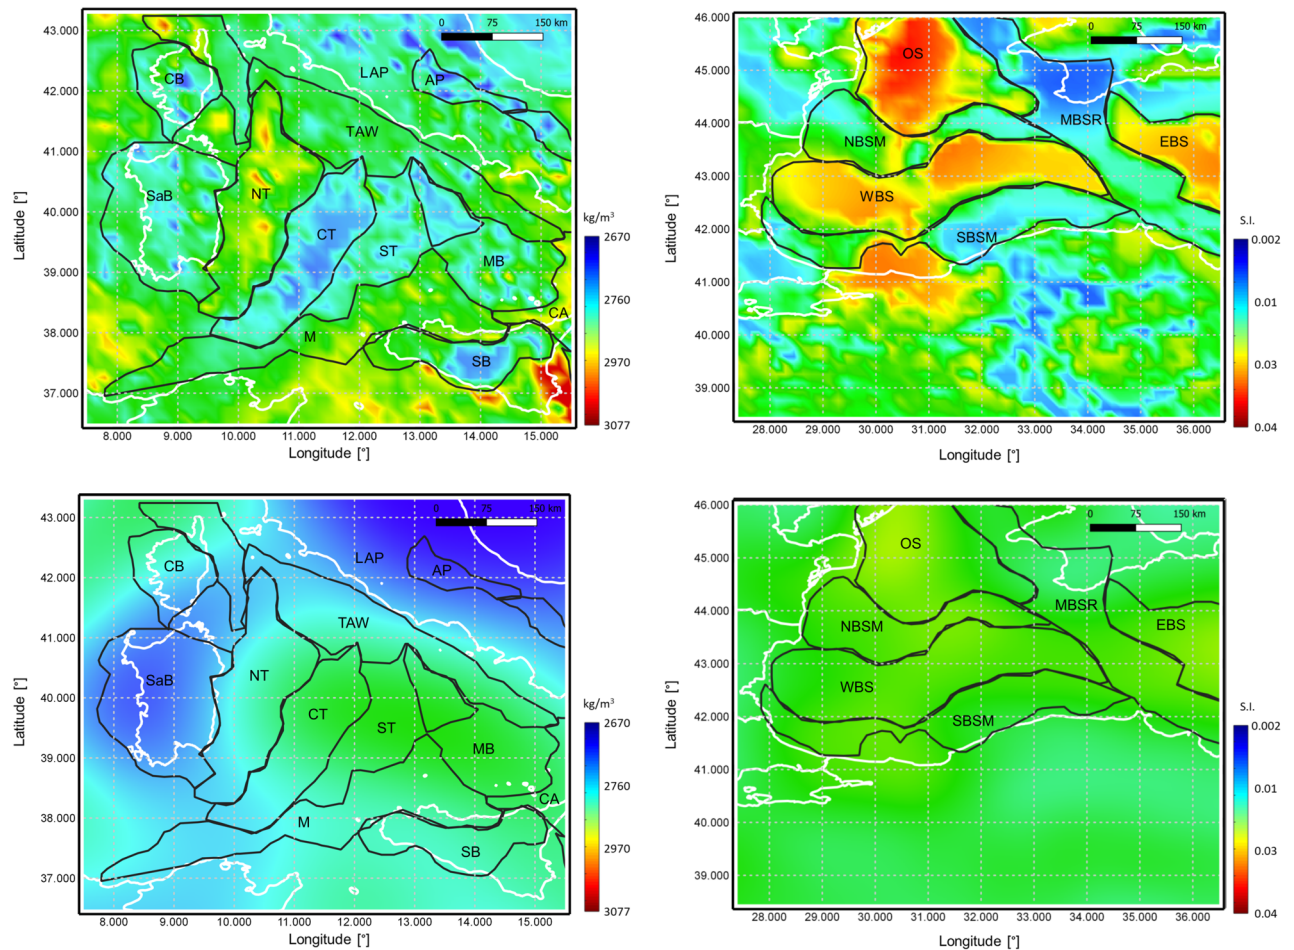 0 75 150 km
43.000
42.000
41.000
40.000
39.000
38.000
37.000
Latitude [°]
CB
LAP
AP
TAW
SaB
NT
CT
ST
MB
CA
M
SB
8.000 9.000 10.000 11.000 12.000 13.000 14.000 15.000
Longitude [°]
kg/m³
2670
2760
2970
3077
0 75 150 km
46.000
45.000
44.000
43.000
42.000
41.000
40.000
39.000
Latitude [°]
OS
MBSR
NBSM
EBS
WBS
SBSM
28.000 29.000 30.000 31.000 32.000 33.000 34.000 35.000 36.000
Longitude [°]
S.I.
0.002
0.01
0.03
0.04
0 75 150 km
43.000
42.000
41.000
40.000
39.000
38.000
37.000
Latitude [°]
CB
LAP
AP
TAW
SaB
NT
CT
ST
MB
CA
M
SB
8.000 9.000 10.000 11.000 12.000 13.000 14.000 15.000
Longitude [°]
kg/m³
2670
2760
2970
3077
0 75 150 km
46.000
45.000
44.000
43.000
42.000
41.000
40.000
39.000
Latitude [°]
OS
MBSR
NBSM
EBS
WBS
SBSM
28.000 29.000 30.000 31.000 32.000 33.000 34.000 35.000 36.000
Longitude [°]
S.I.
0.002
0.01
0.03
0.04